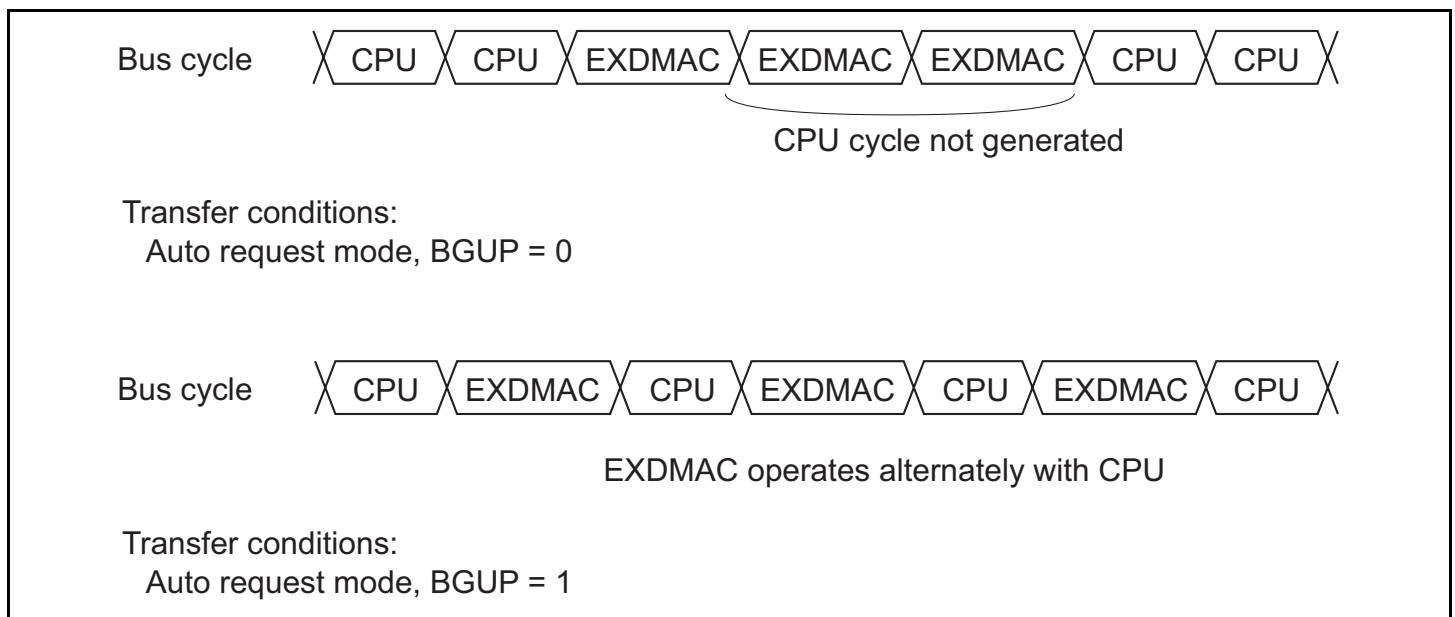 Bus cycle CPU CPU EXDMAC EXDMAC EXDMAC CPU CPU
CPU cycle not generated
Transfer conditions:
Auto request mode, BGUP = 0
Bus cycle CPU EXDMAC CPU EXDMAC CPU EXDMAC CPU
EXDMAC operates alternately with CPU
Transfer conditions:
Auto request mode, BGUP = 1